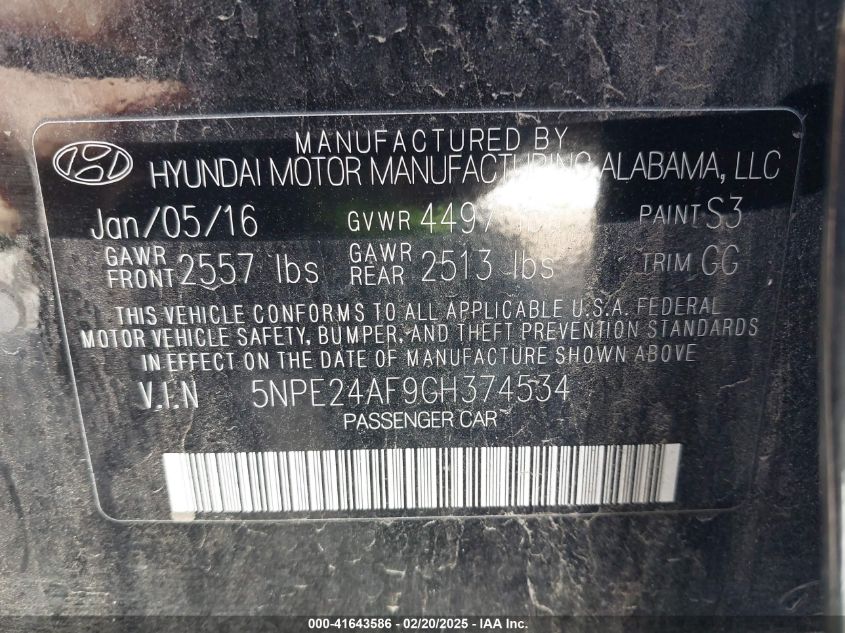 MANUFACTURED BY
HYUNDAI MOTOR MANUFACTURING ALABAMA, LLC
Jan/05/16 GVWR 4497 PAINT S3
GAWR FRONT 2557 lbs GAWR REAR 2513 lbs TRIM GG
THIS VEHICLE CONFORMS TO ALL APPLICABLE U.S.A. FEDERAL
MOTOR VEHICLE SAFETY, BUMPER, AND THEFT PREVENTION STANDARDS
IN EFFECT ON THE DATE OF MANUFACTURE SHOWN ABOVE
V.I.N 5NPE24AF9GH374534
PASSENGER CAR
000-41643586 - 02/20/2025 - IAA Inc.